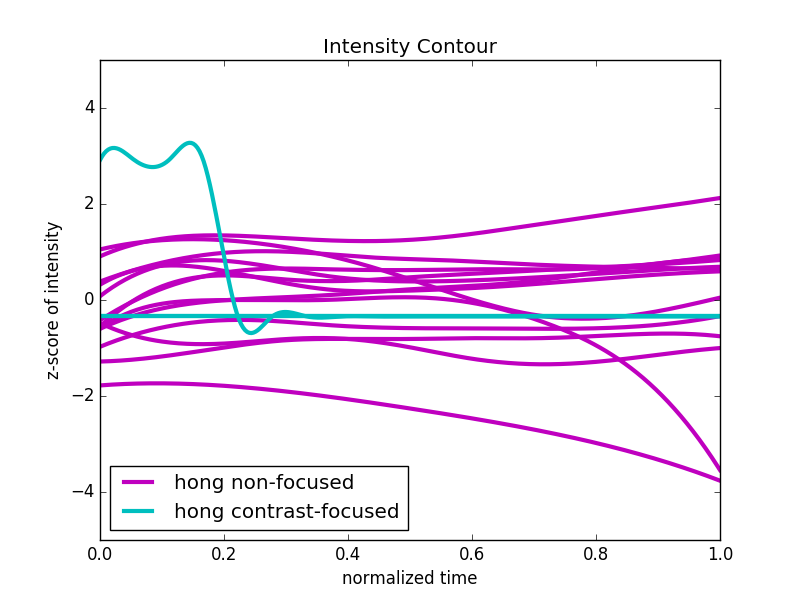 Intensity Contour
z-score of intensity
4
2
0
−2
−4
hong non-focused
hong contrast-focused
0.0 0.2 0.4 0.6 0.8 1.0
normalized time